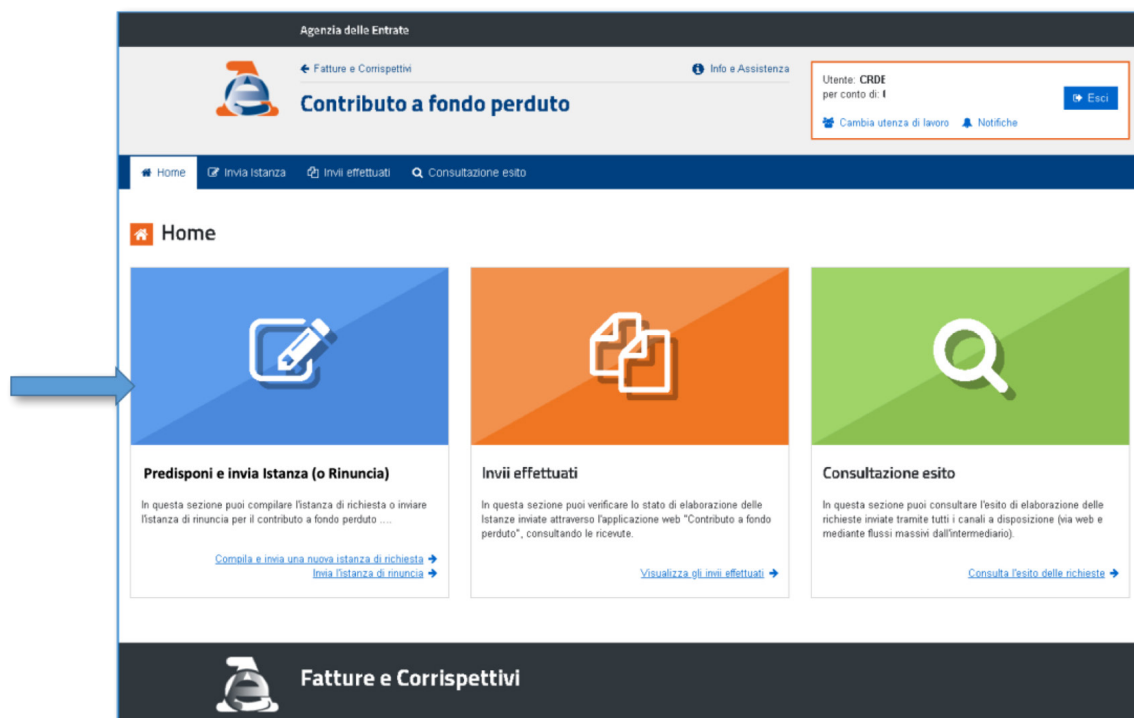 Agenzia delle Entrate
Fatture e Corrispettivi
Info e Assistenza
Contributo a fondo perduto
Utente: CRDE
per conto di:
Esci
Cambia utenza di lavoro
Notifiche
Home
Invia Istanza
Invii effettuati
Consultazione esito
Home
Predisponi e invia Istanza (o Rinuncia)
In questa sezione puoi compilare l'istanza di richiesta o inviare
l'istanza di rinuncia per il contributo a fondo perduto ....
Compila e invia una nuova istanza di richiesta
Invia l'istanza di rinuncia
Invii effettuati
In questa sezione puoi verificare lo stato di elaborazione delle
Istanze inviate attraverso l'applicazione web "Contributo a fondo
perduto", consultando le ricevute.
Visualizza gli invii effettuati
Consultazione esito
In questa sezione puoi consultare l'esito di elaborazione delle
richieste inviate tramite tutti i canali a disposizione (via web e
mediante flussi massivi dall'intermediario).
Consulta l'esito delle richieste
Fatture e Corrispettivi